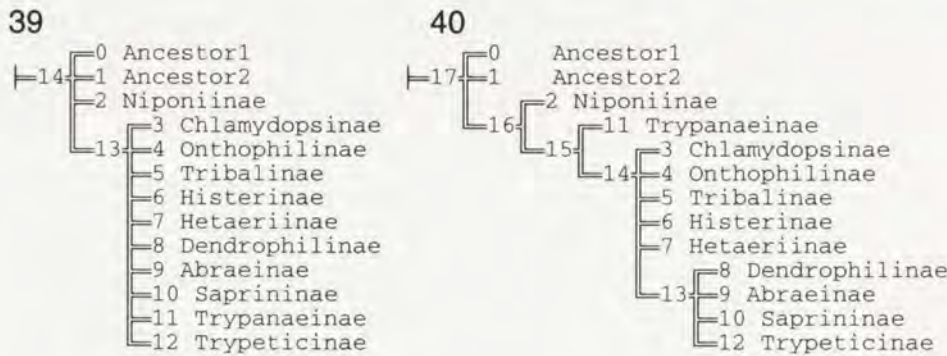 39
14
0 Ancestor1
1 Ancestor2
2 Niponiinae
13
3 Chlamydopsinae
4 Onthophilinae
5 Tribalinae
6 Histerinae
7 Hetaeriinae
8 Dendrophilinae
9 Abraeinae
10 Saprininae
11 Trypanaeinae
12 Trypeticinae
40
17
0 Ancestor1
1 Ancestor2
16
2 Niponiinae
15
11 Trypanaeinae
14
3 Chlamydopsinae
4 Onthophilinae
5 Tribalinae
6 Histerinae
7 Hetaeriinae
13
8 Dendrophilinae
9 Abraeinae
10 Saprininae
12 Trypeticinae